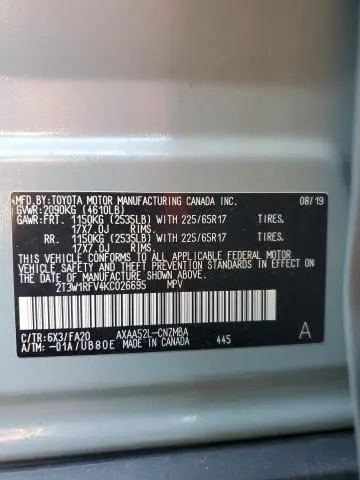 MFD.BY:TOYOTA MOTOR MANUFACTURING CANADA INC. 08/19
GVWR:2090KG (4610LB)
GAWR:FRT. 1150KG (2535LB) WITH 225/65R17 TIRES,
17X7.0J RIMS.
RR. 1150KG (2535LB) WITH 225/65R17 TIRES,
17X7.0J RIMS.
THIS VEHICLE CONFORMS TO ALL APPLICABLE FEDERAL
MOTOR VEHICLE SAFETY, BUMPER, AND THEFT PREVENTION
STANDARDS IN EFFECT ON THE DATE OF MANUFACTURE SHOWN ABOVE.
2T3W1RFV4KC026695 MPV
C/TR:6X3/FA20 AXAA52L-CNZMBA A
A/TM: -01A/UB80E MADE IN CANADA 445